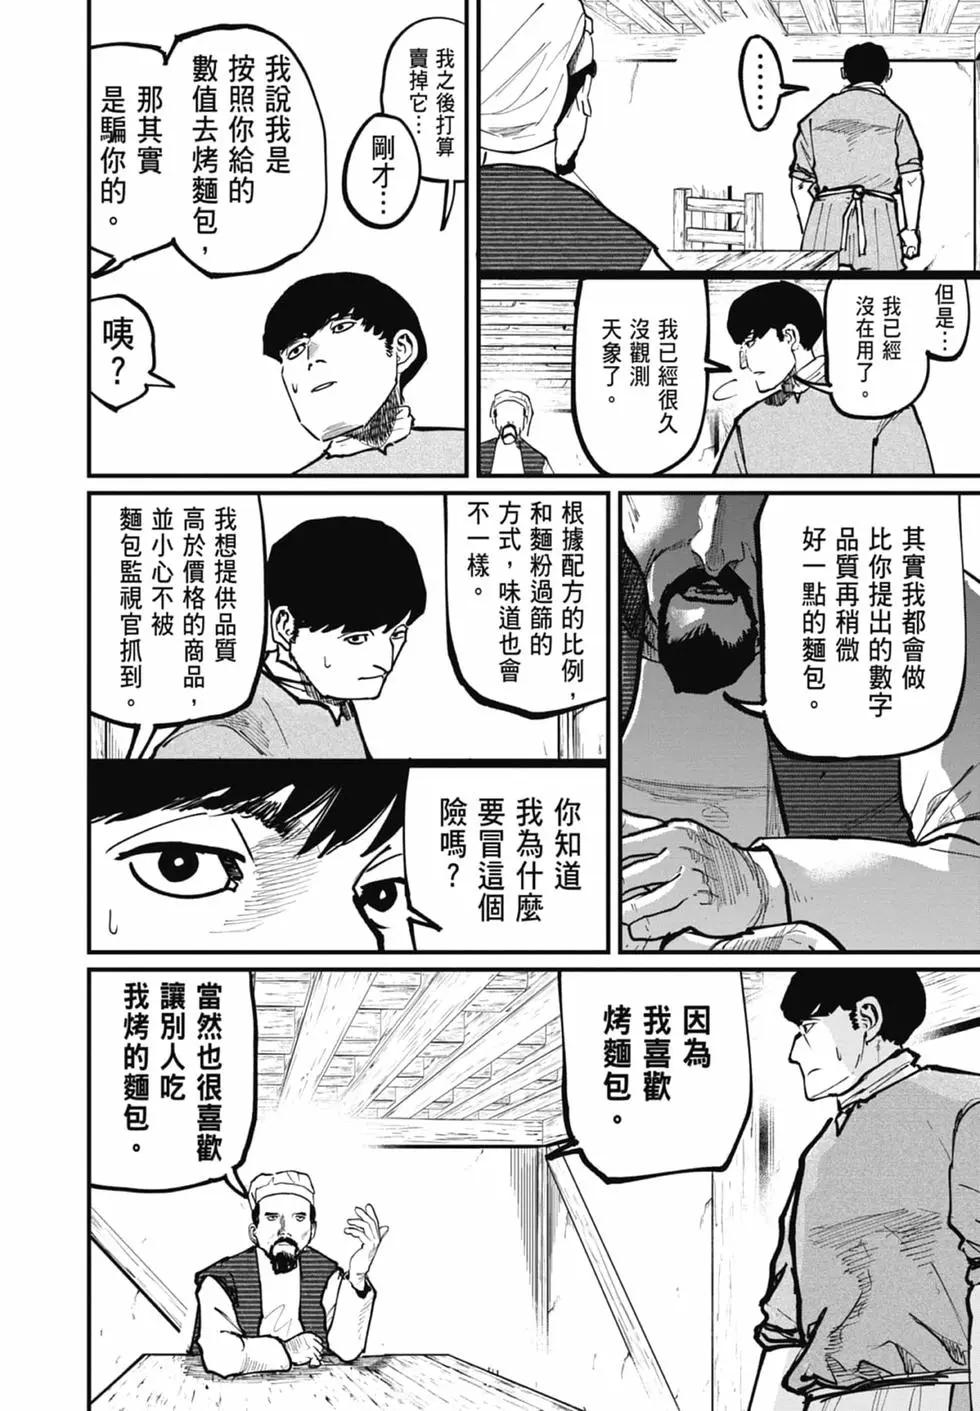 ……
但是…
我已經
沒在用了。
我已經很久
沒觀測
天象了。
我之後打算
賣掉它…
剛才…
我說我是
按照你給的
數值去烤麵包，
那其實
是騙你的。
咦？
其實我都會做
比你提出的數字
品質再稍微
好一點的麵包。
根據配方的比例，
和麵粉過篩的
方式，味道也會
不一樣。
我想提供品質
高於價格的商品，
並小心不被
麵包監視官抓到。
你知道
我為什麼
要冒這個
險嗎？
因為
我喜歡
烤麵包。
當然也很喜歡
讓別人吃
我烤的麵包。